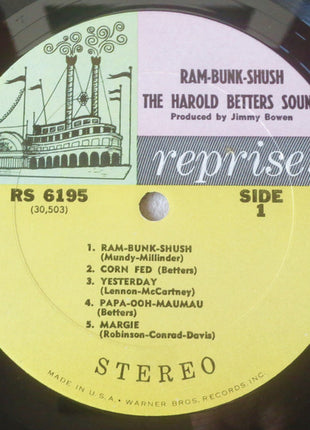 RAM-BUNK-SHUSH
THE HAROLD BETTERS SOUN
Produced by Jimmy Bowen
reprise:
RS 6195
(30,503)
SIDE
1
1. RAM-BUNK-SHUSH
(Mundy-Millinder)
2. CORN FED (Betters)
3. YESTERDAY
(Lennon-McCartney)
4. PAPA-OOH-MAUMAU
(Betters)
5. MARGIE
(Robinson-Conrad-Davis)
STEREO
MADE IN U.S.A. • WARNER BROS. RECORDS, INC.